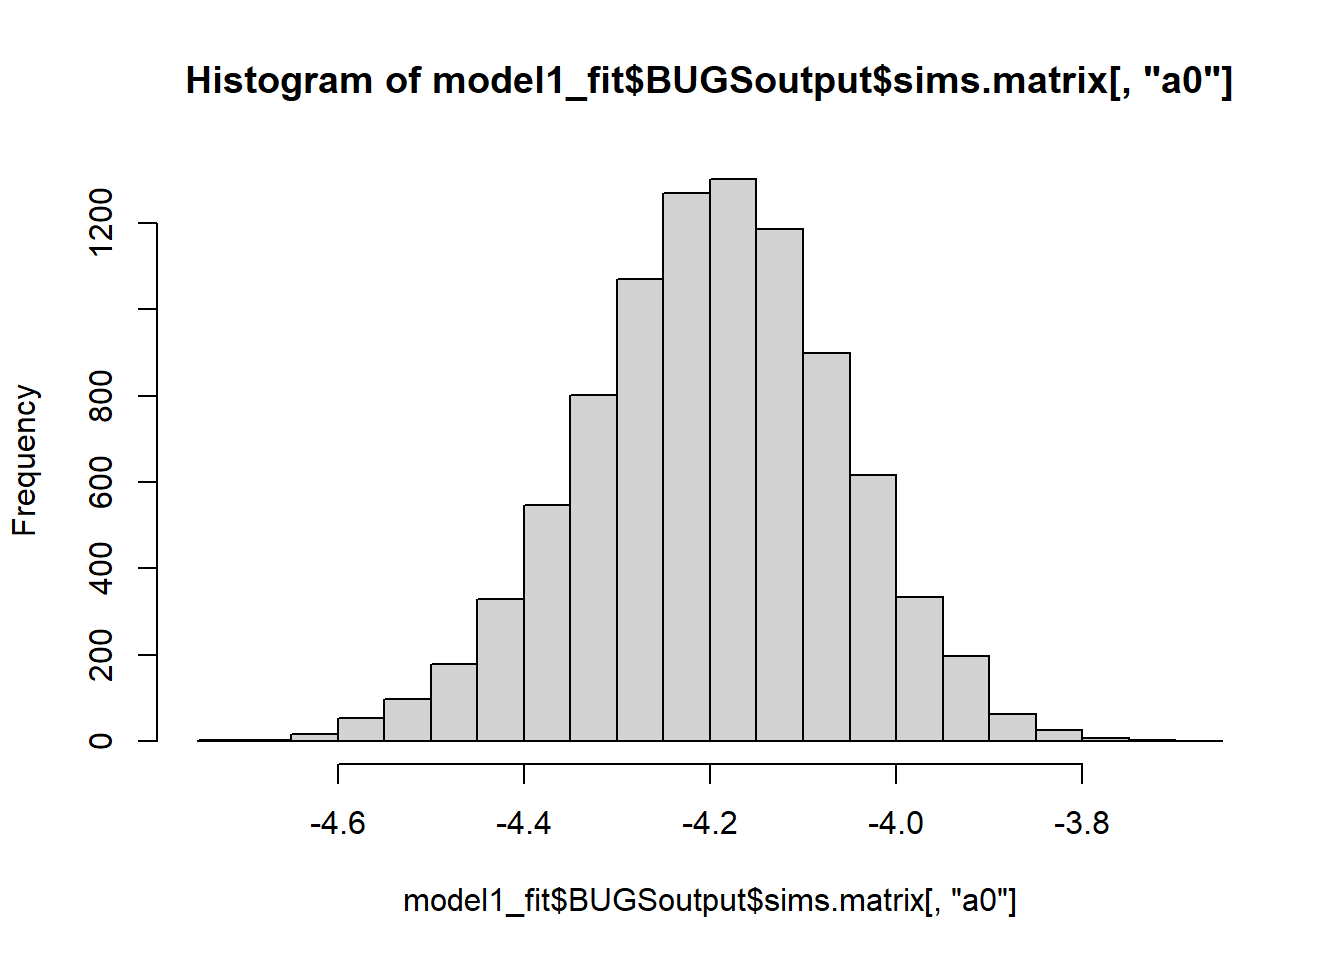 Histogram of model1_fit$BUGSoutput$sims.matrix[, "a0"]
Frequency
1200
800
600
400
200
0
-4.6 -4.4 -4.2 -4.0 -3.8
model1_fit$BUGSoutput$sims.matrix[, "a0"]